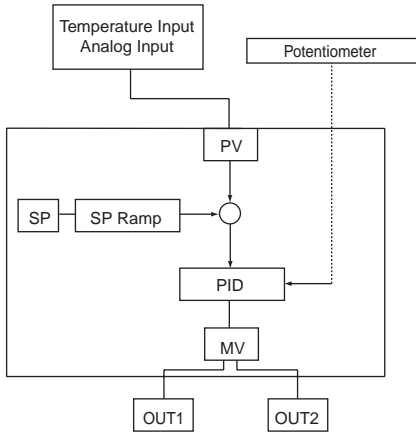 Temperature Input
Analog Input
Potentiometer
PV
SP
SP Ramp
PID
MV
OUT1
OUT2